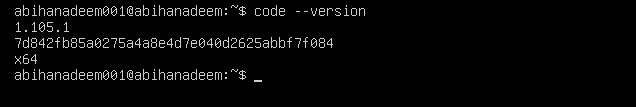 abihanadeem001@abihanadeem:~$ code --version
1.105.1
7d842fb85a0275a4a8e4d7e040d2625abbf7f084
x64
abihanadeem001@abihanadeem:~$ _